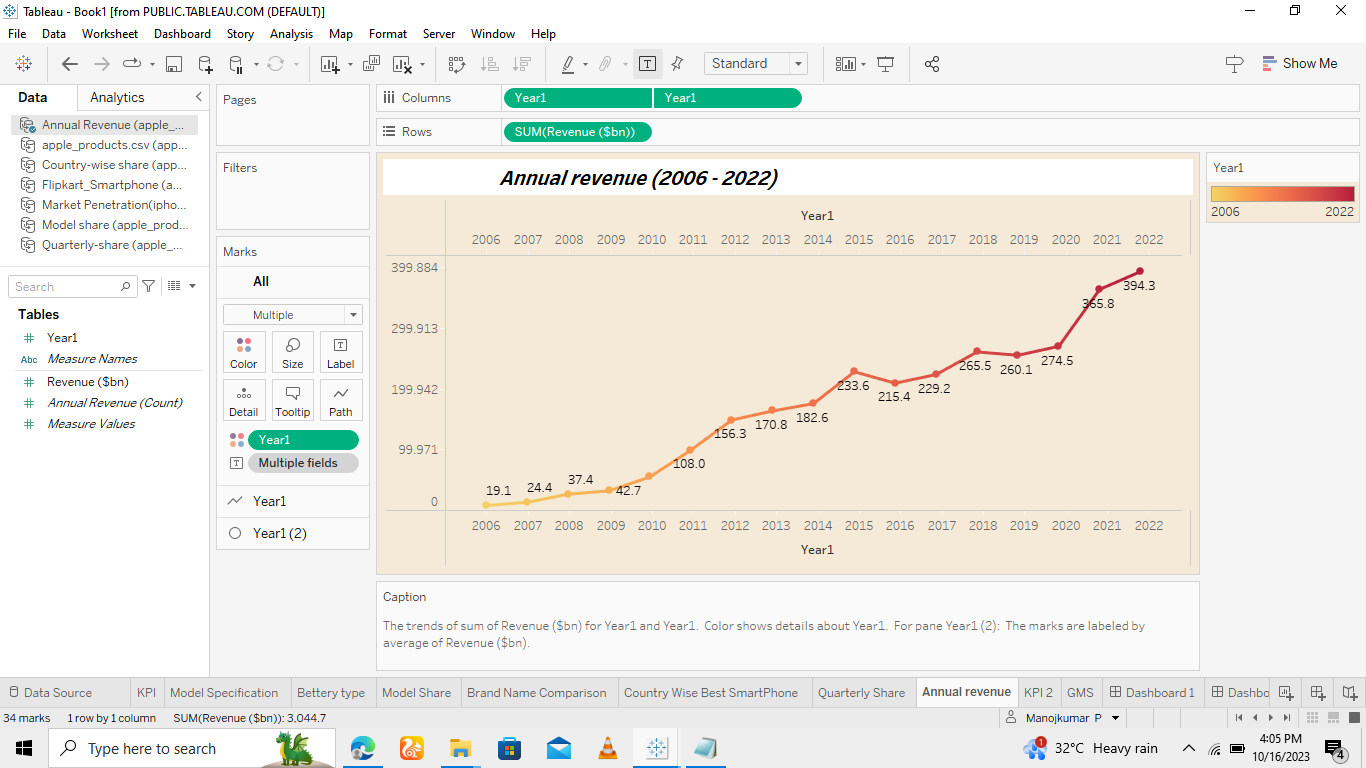 Tableau - Book1 [from PUBLIC.TABLEAU.COM (DEFAULT)]
File Data Worksheet Dashboard Story Analysis Map Format Server Window Help
Standard
Show Me
Data Analytics
Annual Revenue (apple_...
apple_products.csv (app...
Country-wise share (app...
Flipkart_Smartphone (a...
Market Penetration(ipho...
Model share (apple_prod...
Quarterly-share (apple_...
Search
Tables
# Year1
Abc Measure Names
# Revenue ($bn)
# Annual Revenue (Count)
# Measure Values
Pages
Filters
Marks
All
Multiple
Color Size Label
Detail Tooltip Path
Year1
Multiple fields
Year1
Year1 (2)
Columns Year1 Year1
Rows SUM(Revenue ($bn))
Annual revenue (2006 - 2022)
Year1
2006 2007 2008 2009 2010 2011 2012 2013 2014 2015 2016 2017 2018 2019 2020 2021 2022
399.884
299.913
199.942
99.971
0
19.1 24.4 37.4 42.7 108.0 156.3 170.8 182.6 233.6 215.4 229.2 265.5 260.1 274.5 365.8 394.3
2006 2007 2008 2009 2010 2011 2012 2013 2014 2015 2016 2017 2018 2019 2020 2021 2022
Year1
Year1
2006 2022
Caption
The trends of sum of Revenue ($bn) for Year1 and Year1. Color shows details about Year1. For pane Year1 (2): The marks are labeled by
average of Revenue ($bn).
Data Source KPI Model Specification Bettery type Model Share Brand Name Comparison Country Wise Best SmartPhone Quarterly Share Annual revenue KPI 2 GMS Dashboard 1 Dashbo
34 marks 1 row by 1 column SUM(Revenue ($bn)): 3,044.7 Manojkumar P
Type here to search
1
32°C Heavy rain
4:05 PM
10/16/2023
4